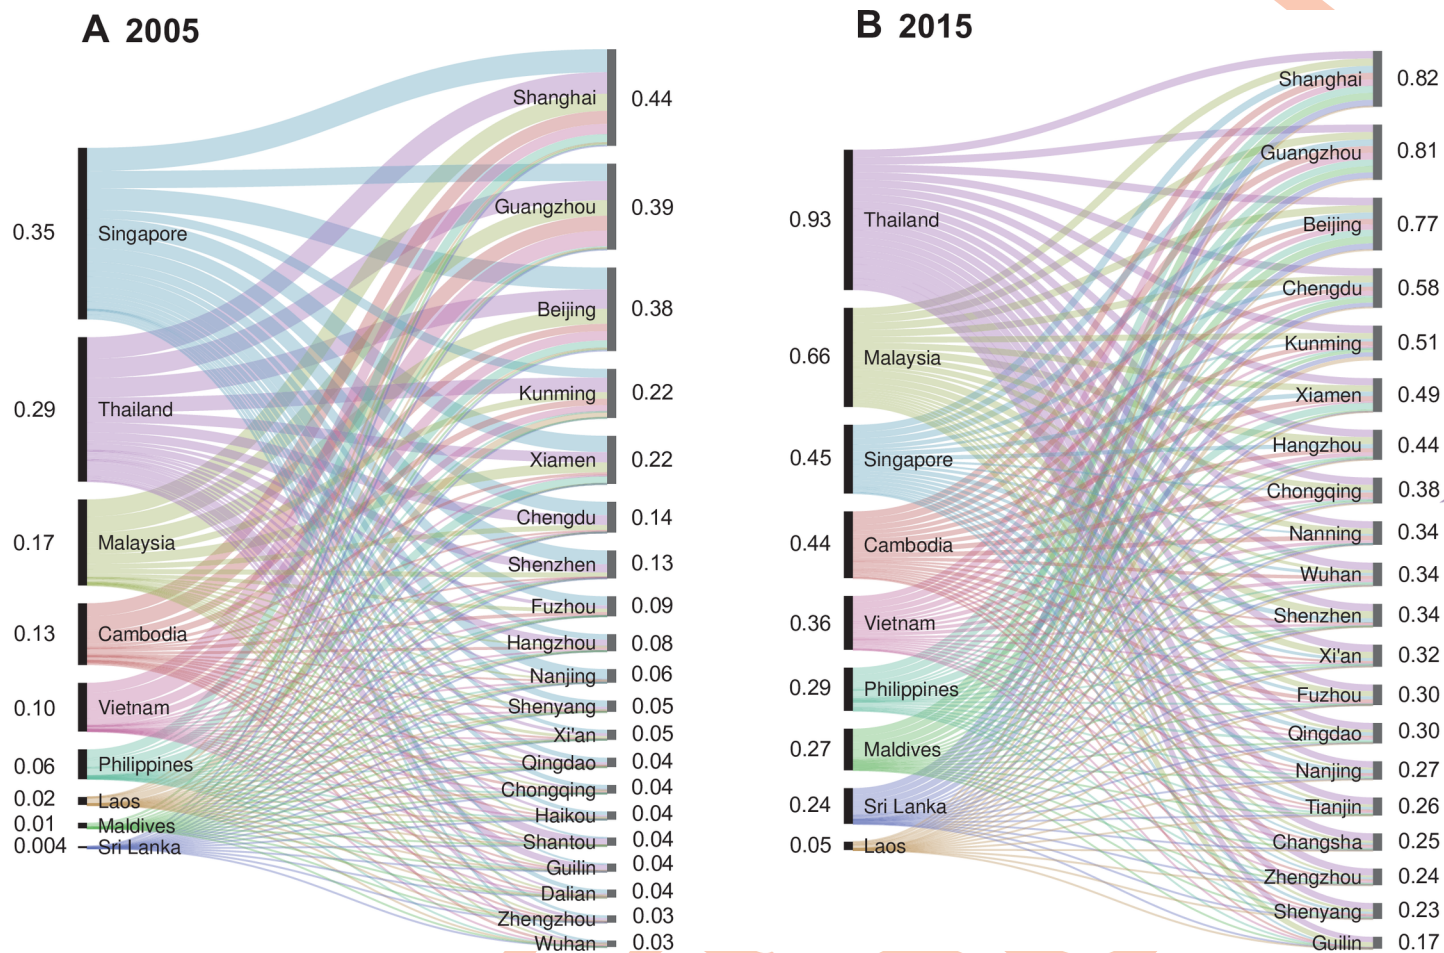 A 2005
0.35
Singapore
0.29
Thailand
0.17
Malaysia
0.13
Cambodia
0.10
Vietnam
0.06
Philippines
0.02
Laos
0.01
Maldives
0.004
Sri Lanka
Shanghai
0.44
Guangzhou
0.39
Beijing
0.38
Kunming
0.22
Xiamen
0.22
Chengdu
0.14
Shenzhen
0.13
Fuzhou
0.09
Hangzhou
0.08
Nanjing
0.06
Shenyang
0.05
Xi'an
0.05
Qingdao
0.04
Chongqing
0.04
Haikou
0.04
Shantou
0.04
Guilin
0.04
Dalian
0.04
Zhengzhou
0.03
Wuhan
0.03
B 2015
0.93
Thailand
0.66
Malaysia
0.45
Singapore
0.44
Cambodia
0.36
Vietnam
0.29
Philippines
0.27
Maldives
0.24
Sri Lanka
0.05
Laos
Shanghai
0.82
Guangzhou
0.81
Beijing
0.77
Chengdu
0.58
Kunming
0.51
Xiamen
0.49
Hangzhou
0.44
Chongqing
0.38
Nanning
0.34
Wuhan
0.34
Shenzhen
0.34
Xi'an
0.32
Fuzhou
0.30
Qingdao
0.30
Nanjing
0.27
Tianjin
0.26
Changsha
0.25
Zhengzhou
0.24
Shenyang
0.23
Guilin
0.17